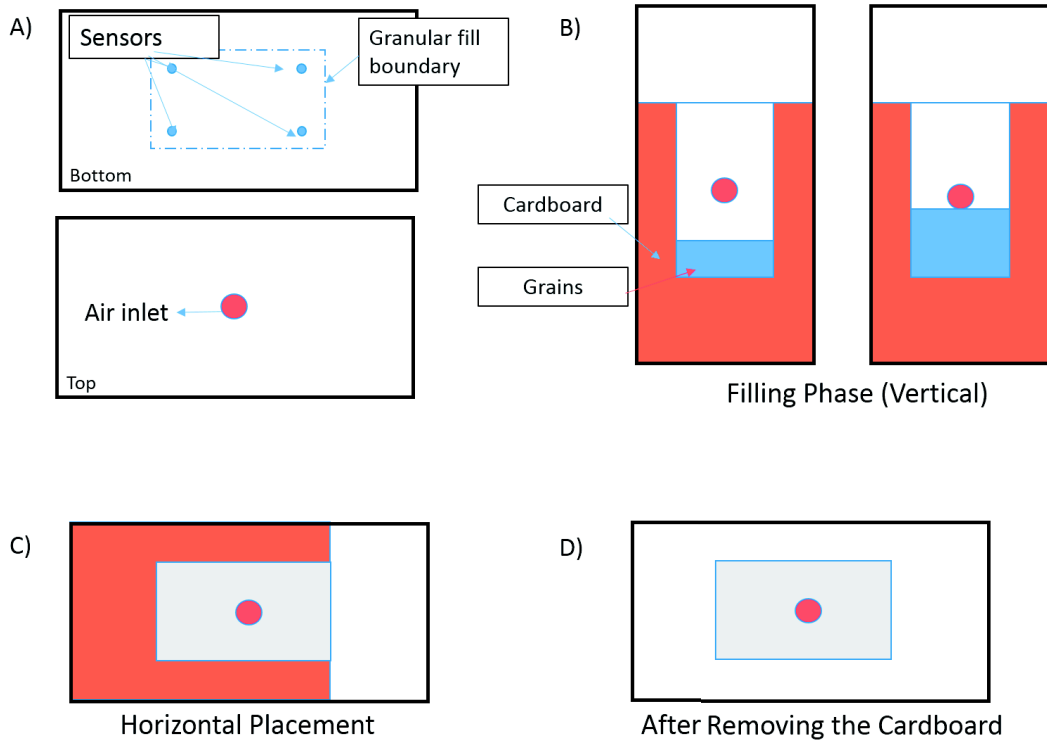 A)
Sensors
Granular fill
boundary
Bottom
Air inlet
Top
B)
Cardboard
Grains
Filling Phase (Vertical)
C)
Horizontal Placement
D)
After Removing the Cardboard